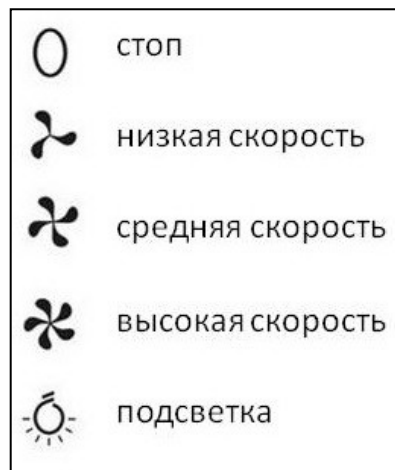 стоп
низкая скорость
средняя скорость
высокая скорость
подсветка